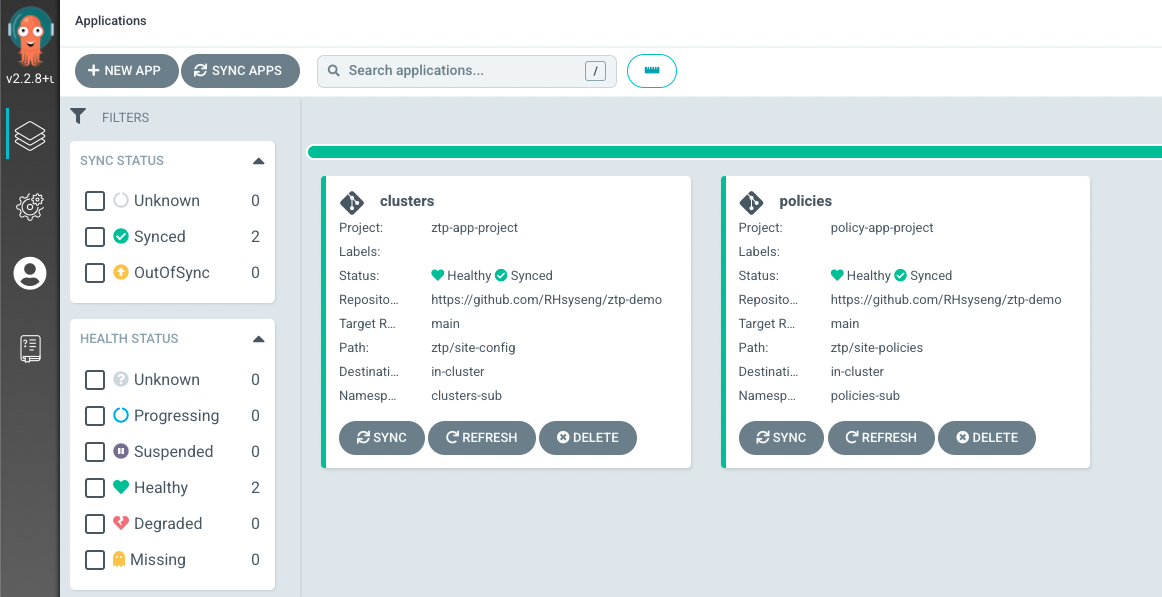 Applications
v2.2.8+u
NEW APP
SYNC APPS
Search applications...
/
FILTERS
SYNC STATUS
Unknown 0
Synced 2
OutOfSync 0
HEALTH STATUS
Unknown 0
Progressing 0
Suspended 0
Healthy 2
Degraded 0
Missing 0
clusters
Project: ztp-app-project
Labels:
Status: Healthy Synced
Reposito... https://github.com/RHsyseng/ztp-demo
Target R... main
Path: ztp/site-config
Destinati... in-cluster
Namesp... clusters-sub
SYNC REFRESH DELETE
policies
Project: policy-app-project
Labels:
Status: Healthy Synced
Reposito... https://github.com/RHsyseng/ztp-demo
Target R... main
Path: ztp/site-policies
Destinati... in-cluster
Namesp... policies-sub
SYNC REFRESH DELETE